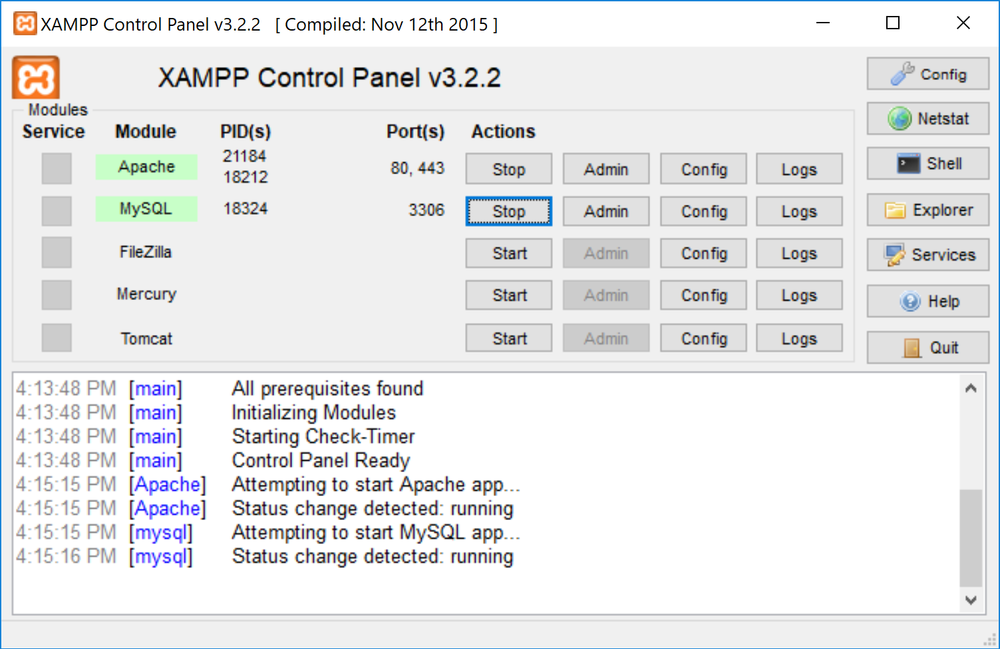 XAMPP Control Panel v3.2.2 [ Compiled: Nov 12th 2015 ]
XAMPP Control Panel v3.2.2
Config
Modules
Service Module PID(s) Port(s) Actions
Netstat
Apache 21184 18212 80, 443 Stop Admin Config Logs
Shell
MySQL 18324 3306 Stop Admin Config Logs
Explorer
FileZilla Start Admin Config Logs
Services
Mercury Start Admin Config Logs
Help
Tomcat Start Admin Config Logs
Quit
4:13:48 PM [main] All prerequisites found
4:13:48 PM [main] Initializing Modules
4:13:48 PM [main] Starting Check-Timer
4:13:48 PM [main] Control Panel Ready
4:15:15 PM [Apache] Attempting to start Apache app...
4:15:15 PM [Apache] Status change detected: running
4:15:15 PM [mysql] Attempting to start MySQL app...
4:15:16 PM [mysql] Status change detected: running